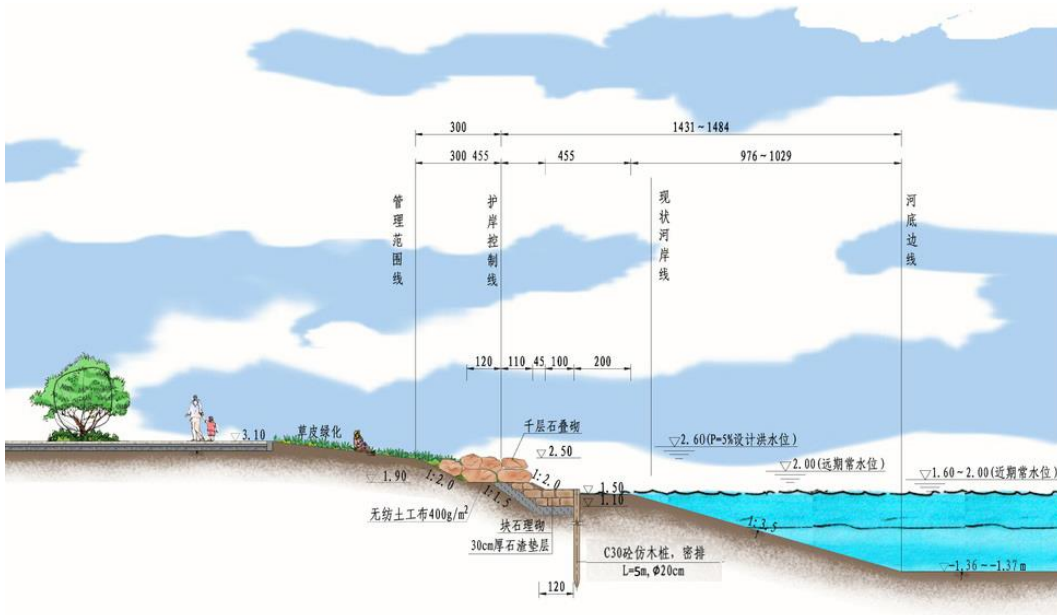 300
1431~1484
300 455
455
976~1029
管理范围线
护岸控制线
现状河岸线
河底边线
120
110
45
100
200
千层石叠砌
草皮绿化
3.10
2.50
2.60(P=5%设计洪水位)
2.00(远期常水位)
1.60~2.00(近期常水位)
1.90
1:2.0
1:1.5
1:2.0
1.50
1.10
1:3.5
无纺土工布400g/m²
块石理砌
30cm厚石渣垫层
C30砼仿木桩，密排
L=5m,Φ20cm
-1.36~-1.37m
120